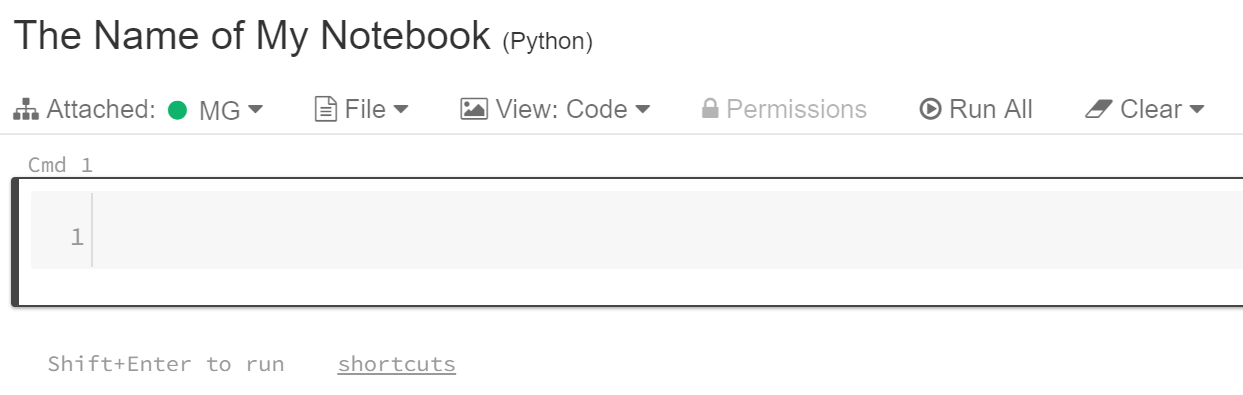 The Name of My Notebook (Python)
Attached: MG File View: Code Permissions Run All Clear
Cmd 1
1
Shift+Enter to run shortcuts